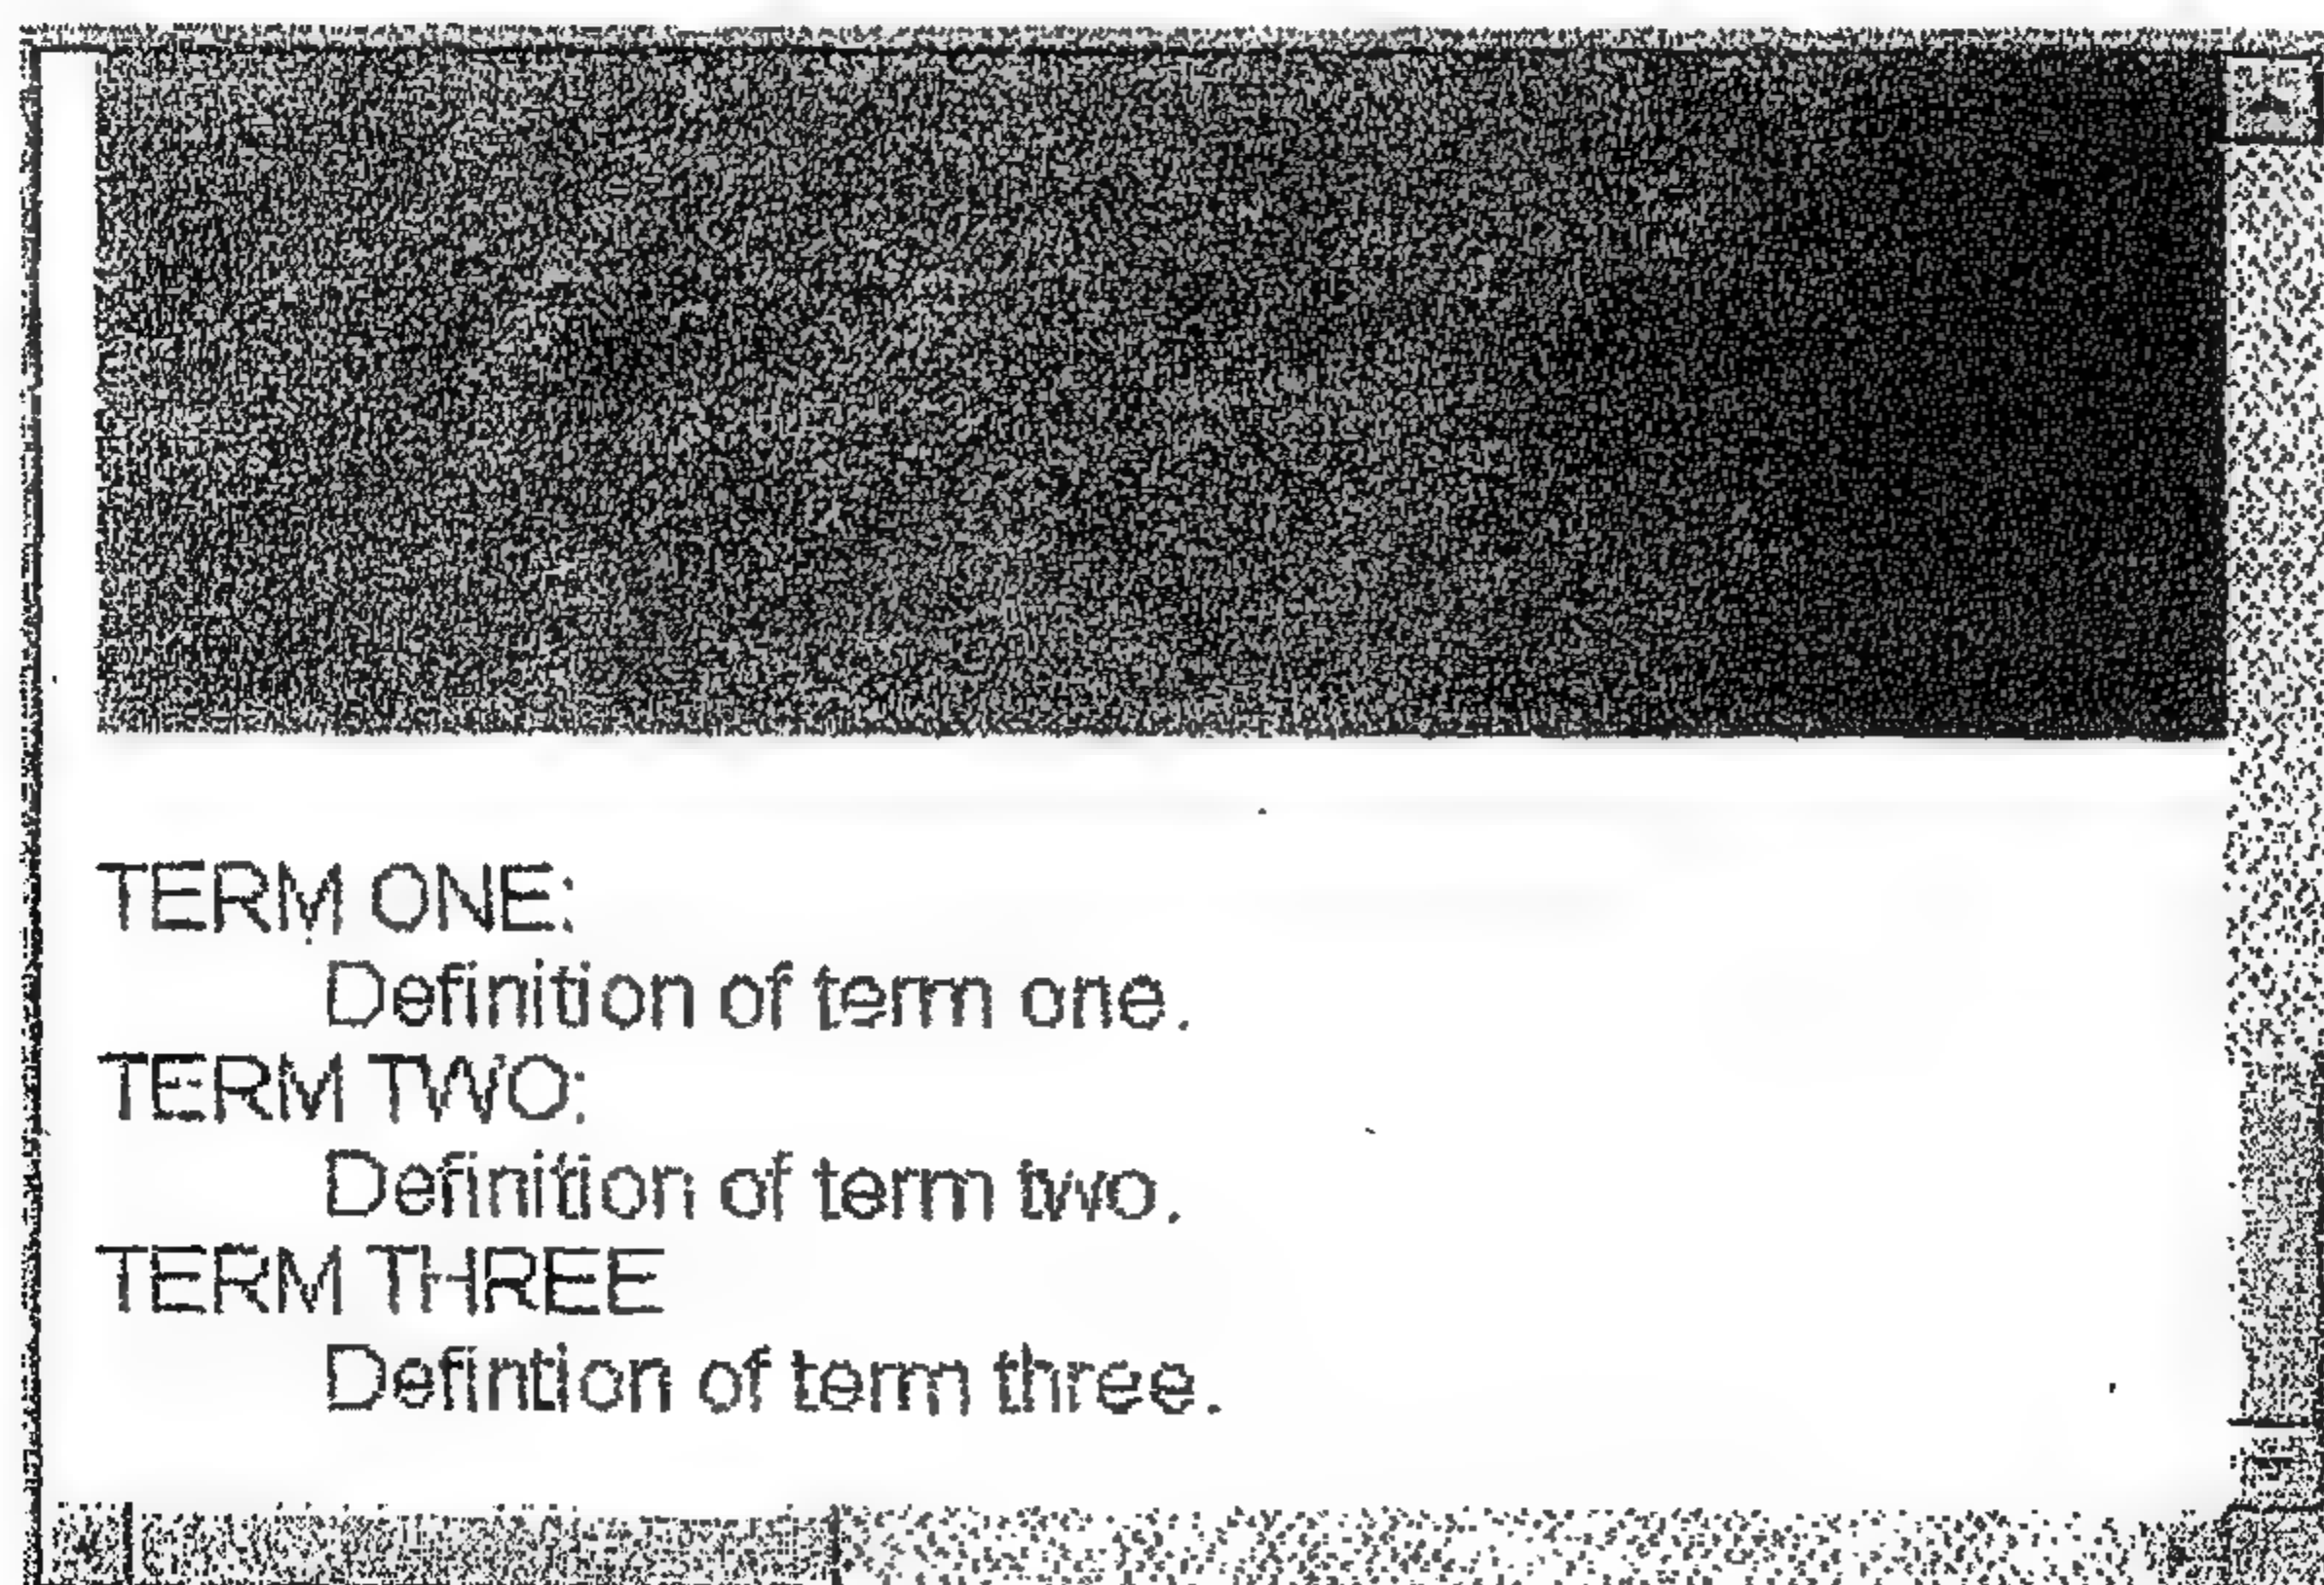 TERM ONE:
Definition of term one.
TERM TWO:
Definition of term two.
TERM THREE
Defintion of term three.